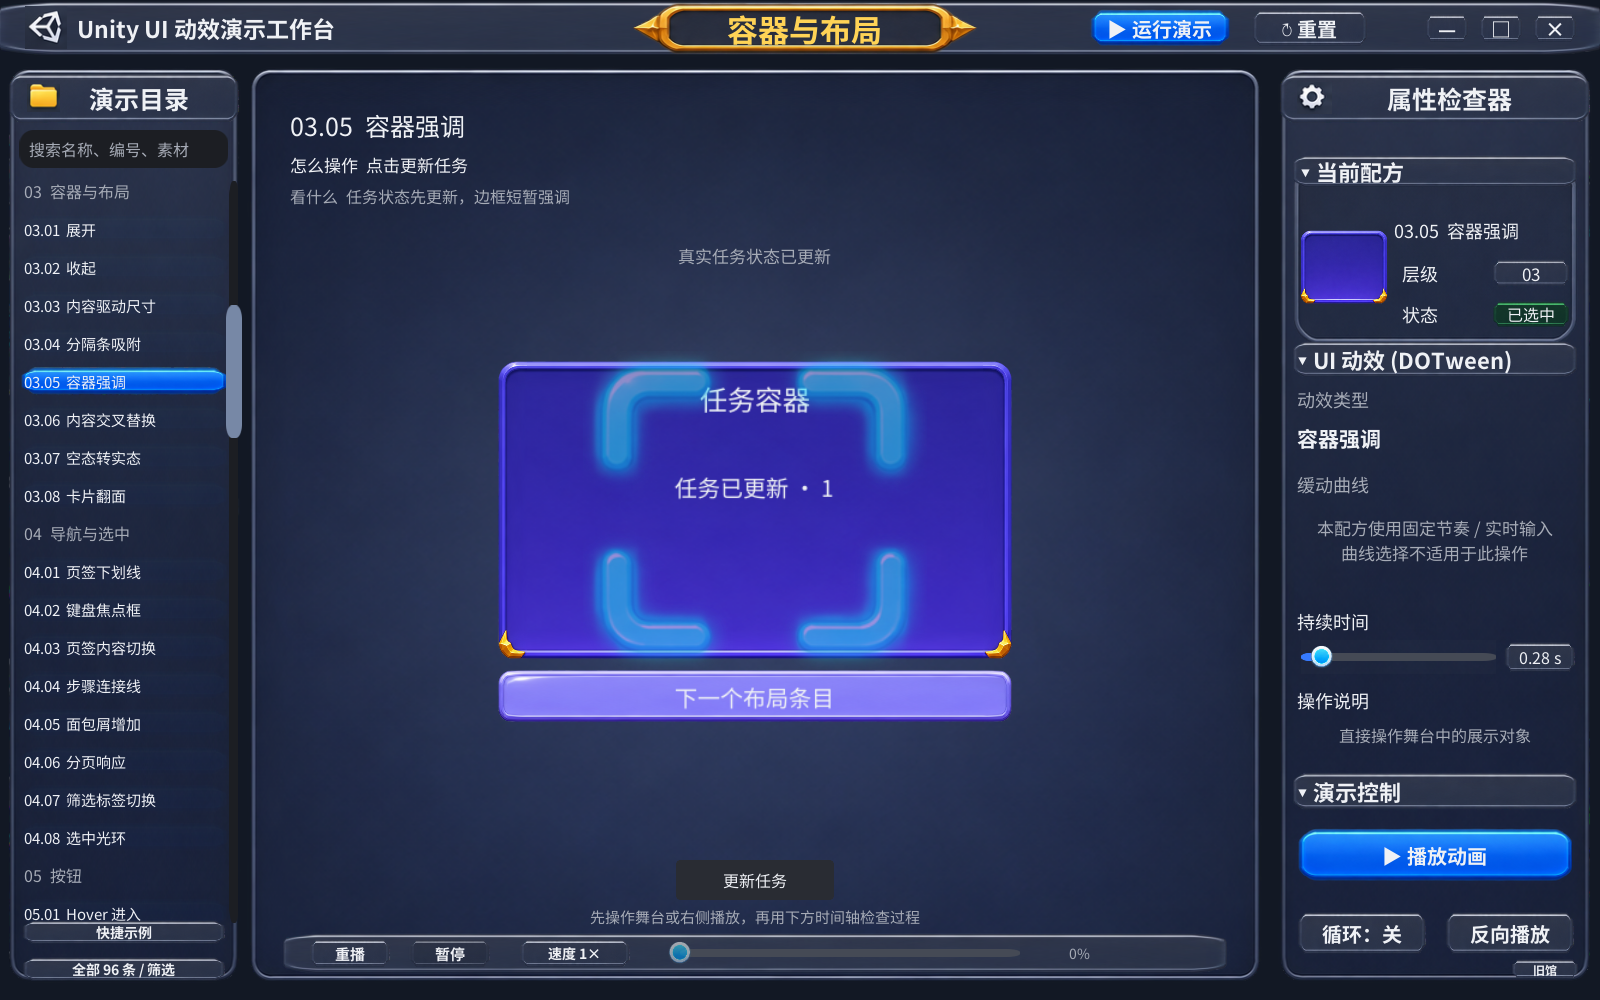 Unity UI 动效演示工作台
容器与布局
▶ 运行演示
↻ 重置
演示目录
搜索名称、编号、素材
03 容器与布局
03.01 展开
03.02 收起
03.03 内容驱动尺寸
03.04 分隔条吸附
03.05 容器强调
03.06 内容交叉替换
03.07 空态转实态
03.08 卡片翻面
04 导航与选中
04.01 页签下划线
04.02 键盘焦点框
04.03 页签内容切换
04.04 步骤连接线
04.05 面包屑增加
04.06 分页响应
04.07 筛选标签切换
04.08 选中光环
05 按钮
05.01 Hover 进入
快捷示例
全部 96 条 / 筛选
03.05 容器强调
怎么操作 点击更新任务
看什么 任务状态先更新，边框短暂强调
真实任务状态已更新
任务容器
任务已更新 · 1
下一个布局条目
更新任务
先操作舞台或右侧播放，再用下方时间轴检查过程
重播
暂停
速度 1×
0%
属性检查器
▼ 当前配方
03.05 容器强调
层级
03
状态
已选中
▼ UI 动效 (DOTween)
动效类型
容器强调
缓动曲线
本配方使用固定节奏 / 实时输入
曲线选择不适用于此操作
持续时间
0.28 s
操作说明
直接操作舞台中的展示对象
▼ 演示控制
▶ 播放动画
循环：关
反向播放
旧馆